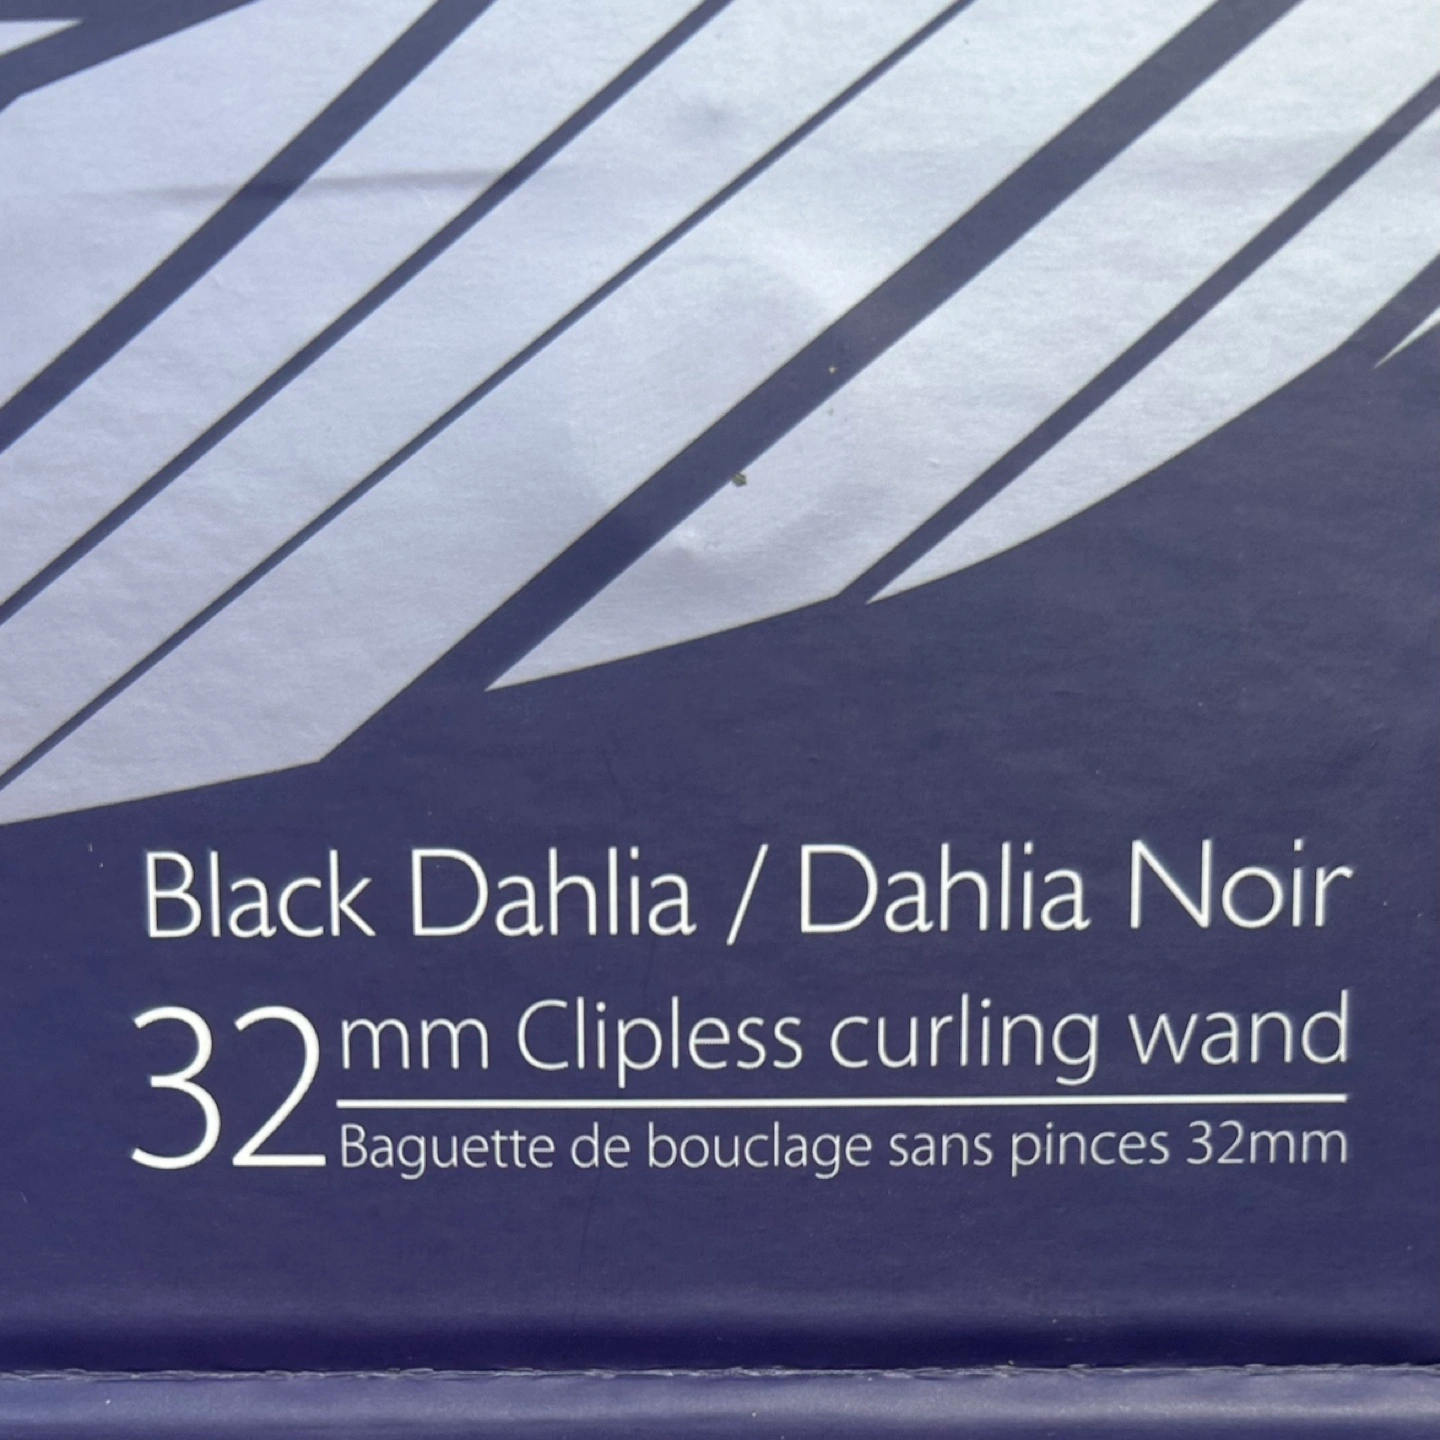 Black Dahlia / Dahlia Noir
32mm Clipless curling wand
Baguette de bouclage sans pinces 32mm